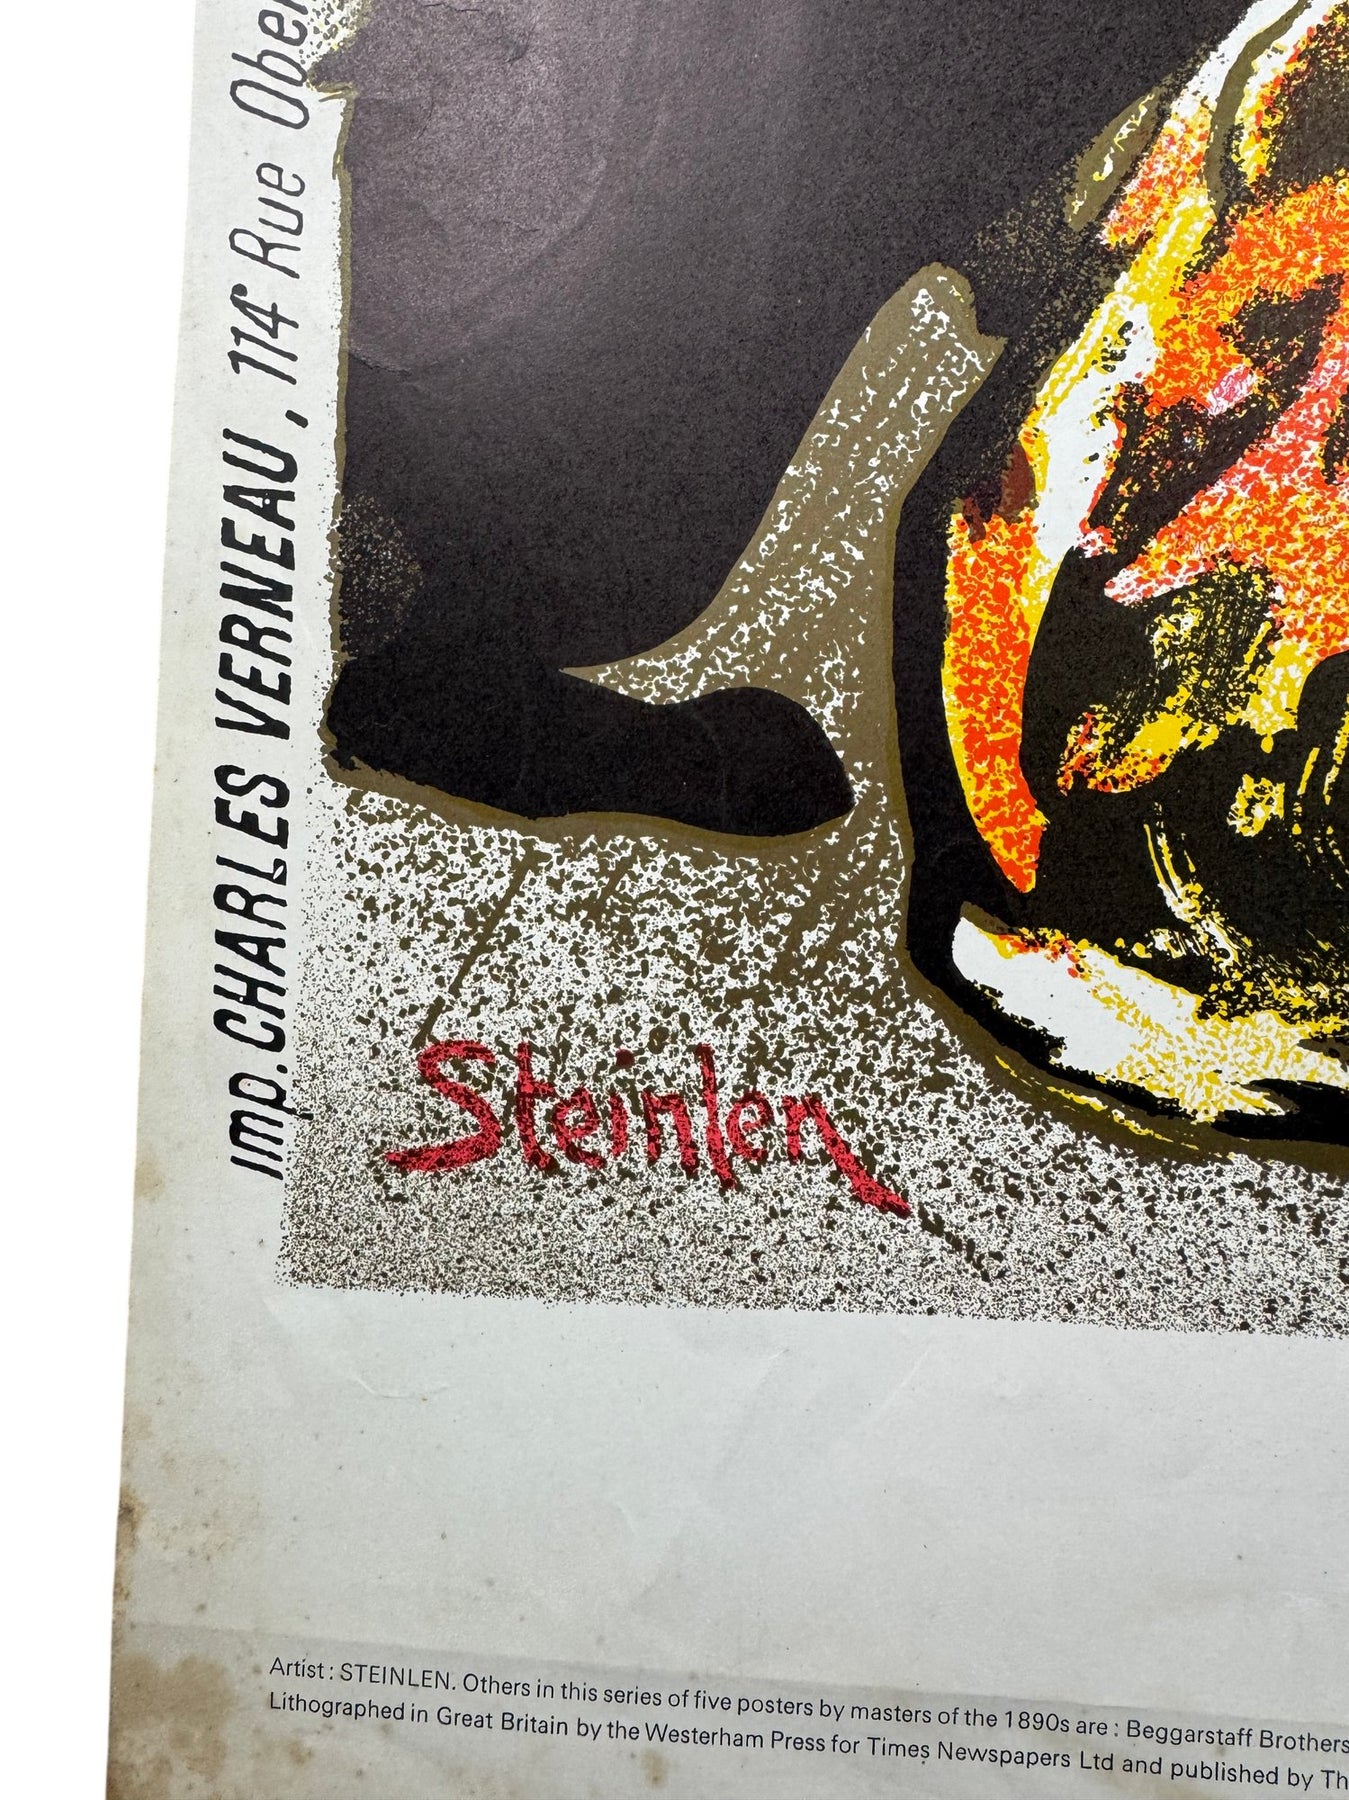 Imp. CHARLES VERNEAU, 114 Rue
Steinlen
Artist : STEINLEN. Others in this series of five posters by masters of the 1890s are : Beggarstaff Brothers
Lithographed in Great Britain by the Westerham Press for Times Newspapers Ltd and published by